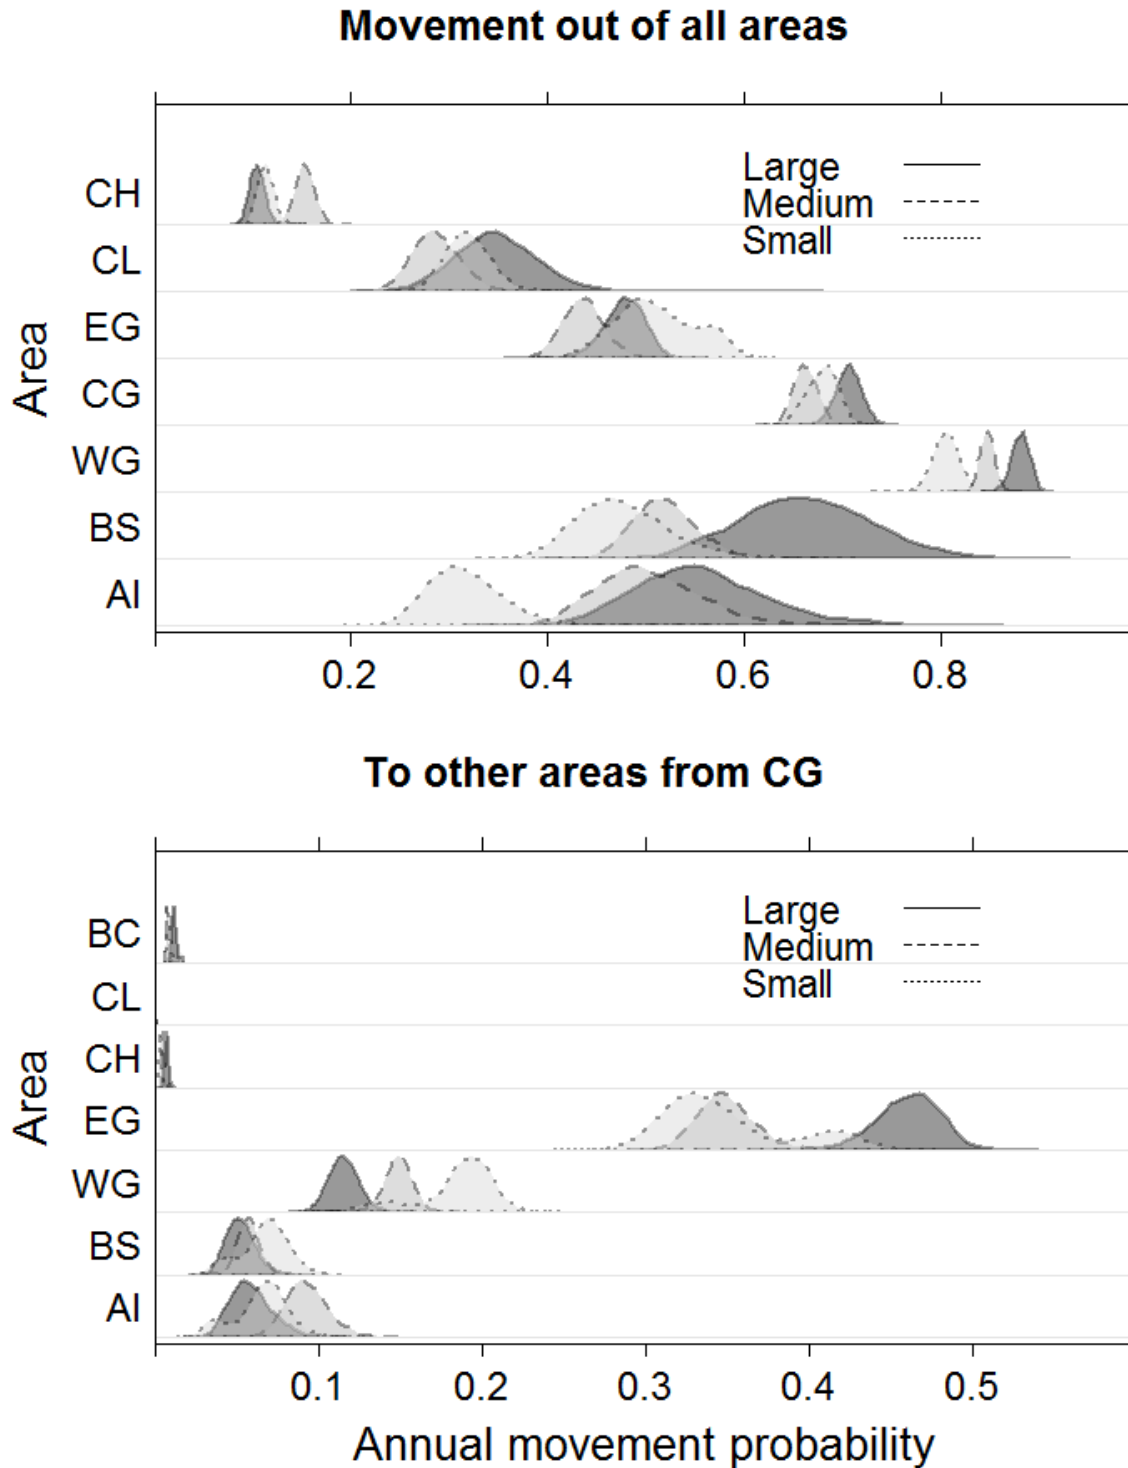 Movement out of all areas
Large
Medium
Small
Area
CH
CL
EG
CG
WG
BS
AI
0.2 0.4 0.6 0.8
To other areas from CG
Large
Medium
Small
Area
BC
CL
CH
EG
WG
BS
AI
0.1 0.2 0.3 0.4 0.5
Annual movement probability